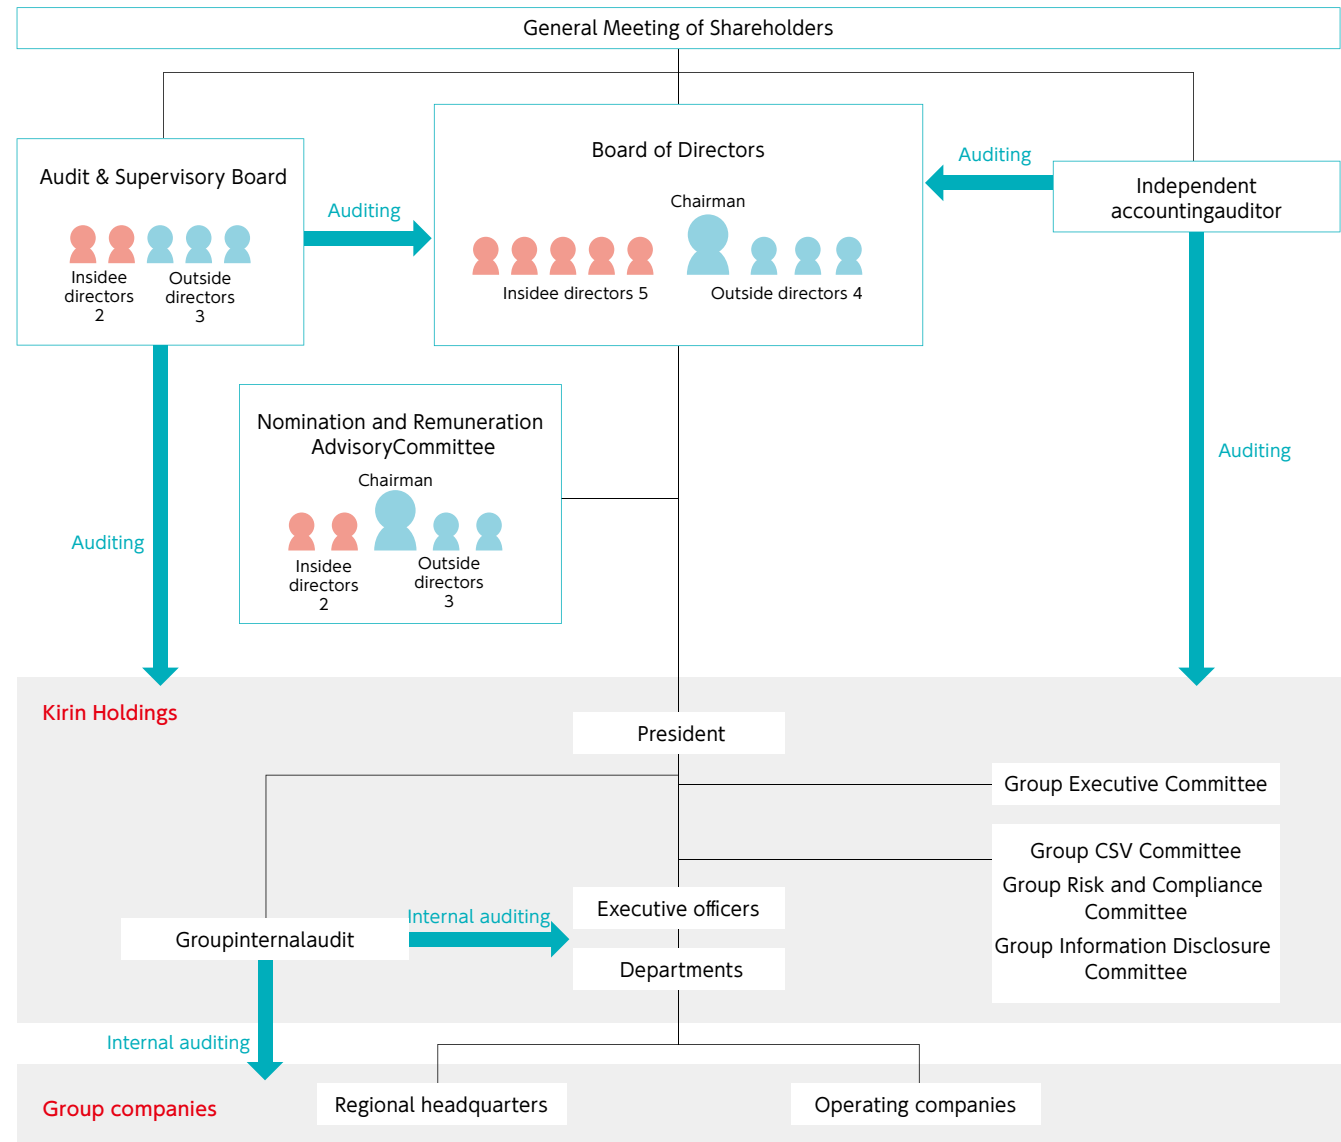 General Meeting of Shareholders
Board of Directors
Chairman
Insidee directors 5
Outside directors 4
Audit & Supervisory Board
Insidee
directors
2
Outside
directors
3
Auditing
Auditing
Independent
accountingauditor
Nomination and Remuneration
AdvisoryCommittee
Chairman
Insidee
directors
2
Outside
directors
3
Auditing
Auditing
Kirin Holdings
President
Group Executive Committee
Group CSV Committee
Group Risk and Compliance
Committee
Group Information Disclosure
Committee
Executive officers
Internal auditing
Groupinternalaudit
Departments
Internal auditing
Group companies
Regional headquarters
Operating companies